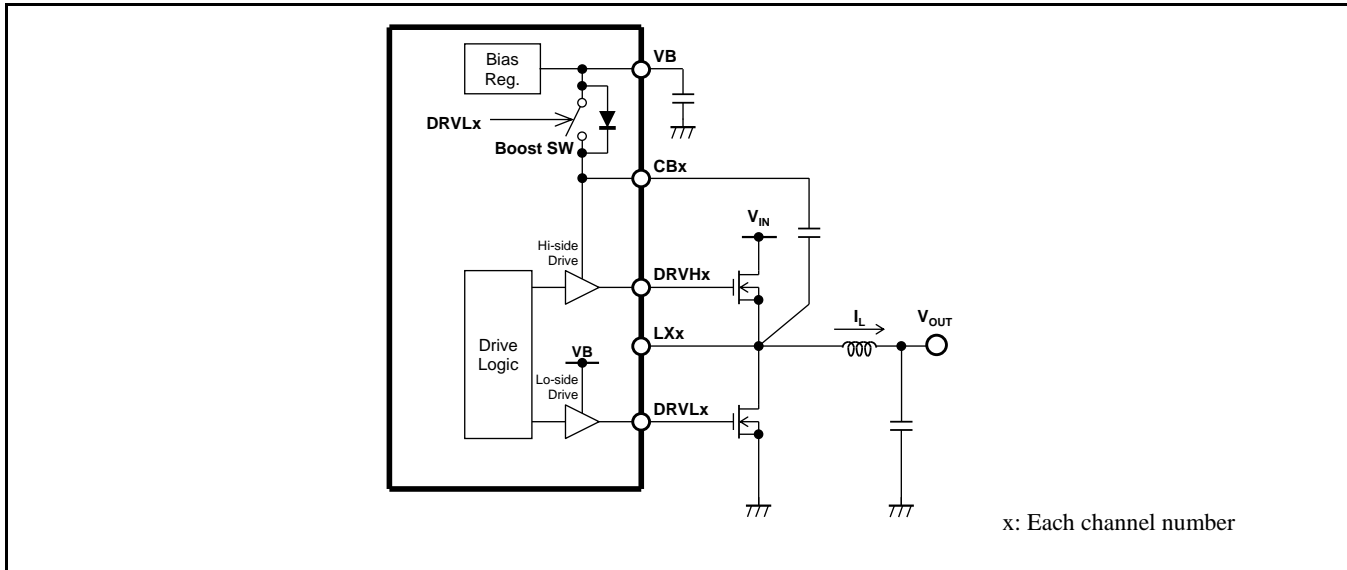 Bias
Reg.
VB
DRVLx
Boost SW
CBx
VIN
Hi-side
Drive
DRVHx
Drive
Logic
LXx
IL
VOUT
VB
Lo-side
Drive
DRVLx
x: Each channel number